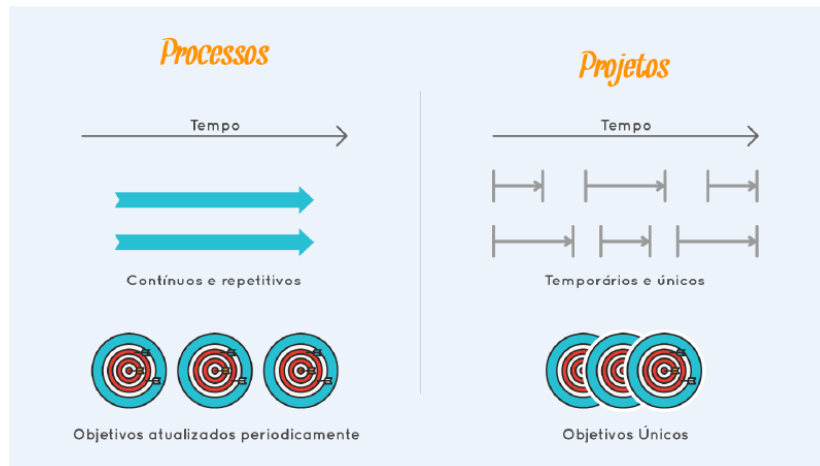 Processos
Tempo
Contínuos e repetitivos
Objetivos atualizados periodicamente
Projetos
Tempo
Temporários e únicos
Objetivos Únicos